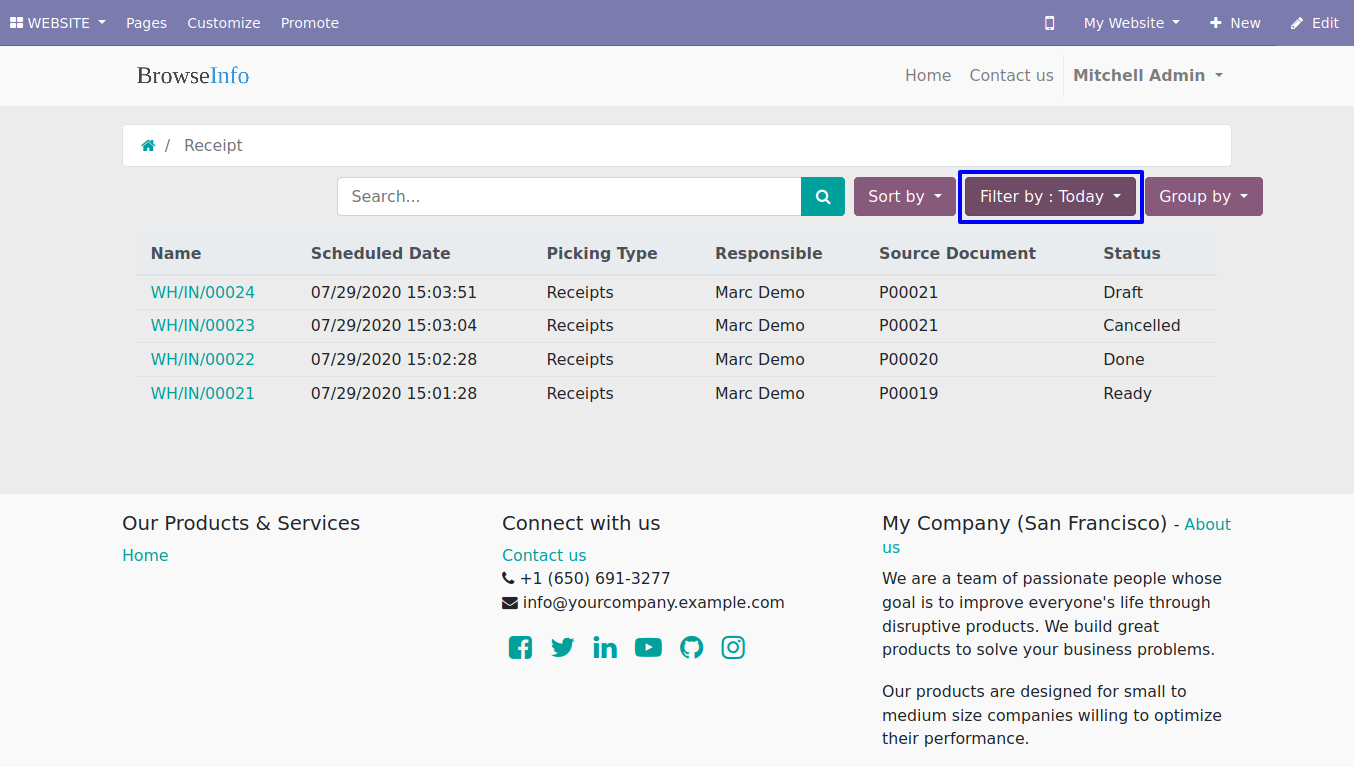 WEBSITE Pages Customize Promote My Website New Edit
BrowseInfo Home Contact us Mitchell Admin
/ Receipt
Search... Sort by Filter by : Today Group by
Name Scheduled Date Picking Type Responsible Source Document Status
WH/IN/00024 07/29/2020 15:03:51 Receipts Marc Demo P00021 Draft
WH/IN/00023 07/29/2020 15:03:04 Receipts Marc Demo P00021 Cancelled
WH/IN/00022 07/29/2020 15:02:28 Receipts Marc Demo P00020 Done
WH/IN/00021 07/29/2020 15:01:28 Receipts Marc Demo P00019 Ready
Our Products & Services
Home
Connect with us
Contact us
+1 (650) 691-3277
info@yourcompany.example.com
My Company (San Francisco) - About
us
We are a team of passionate people whose
goal is to improve everyone's life through
disruptive products. We build great
products to solve your business problems.
Our products are designed for small to
medium size companies willing to optimize
their performance.